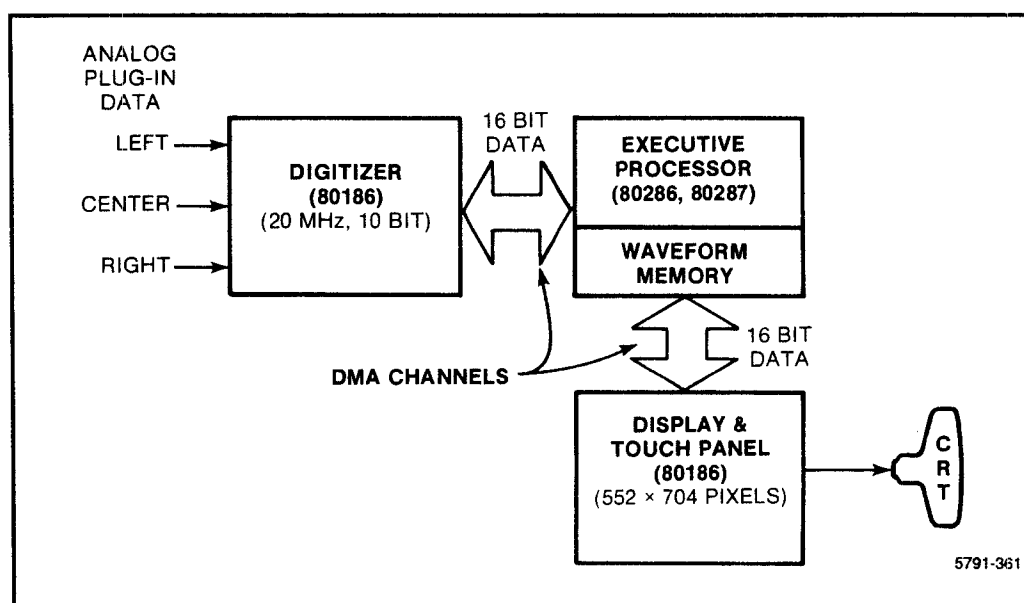 ANALOG
PLUG-IN
DATA
LEFT
CENTER
RIGHT
DIGITIZER
(80186)
(20 MHz, 10 BIT)
16 BIT
DATA
EXECUTIVE
PROCESSOR
(80286, 80287)
WAVEFORM
MEMORY
16 BIT
DATA
DMA CHANNELS
DISPLAY &
TOUCH PANEL
(80186)
(552 × 704 PIXELS)
C
R
T
5791-361